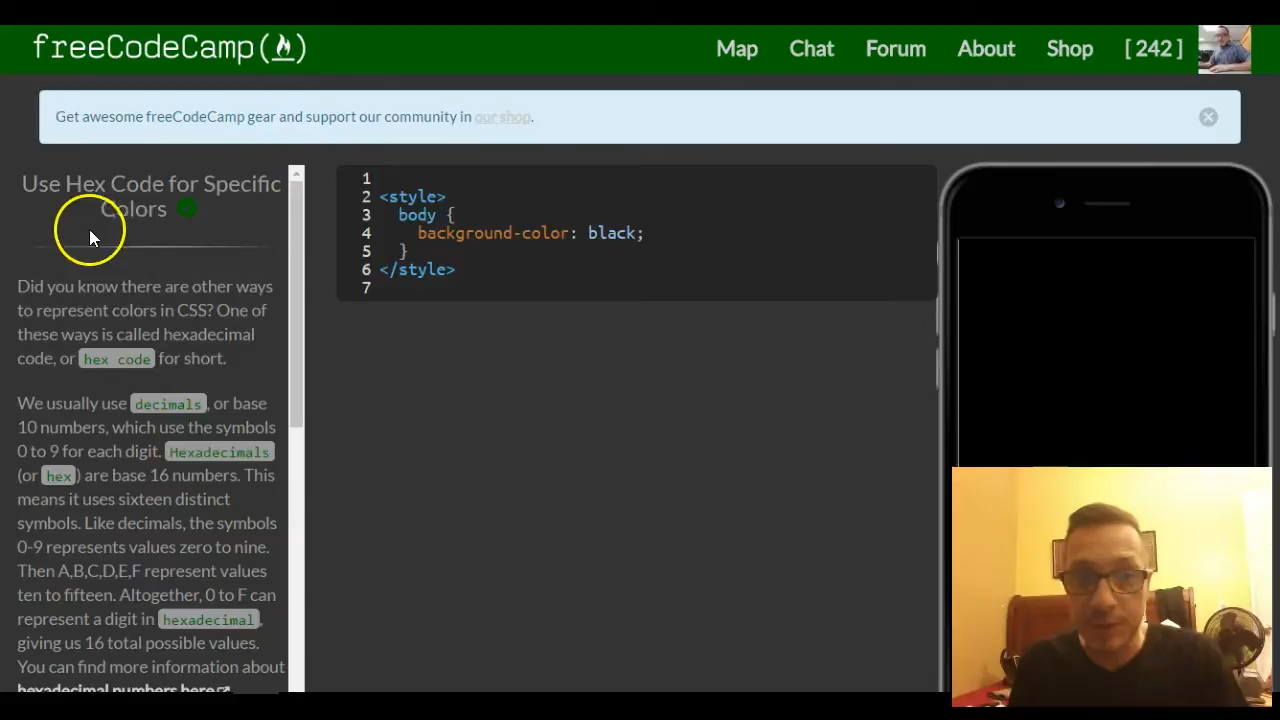 freeCodeCamp(🔥)
Map Chat Forum About Shop [ 242 ]
Get awesome freeCodeCamp gear and support our community in our shop.
Use Hex Code for Specific
Colors
Did you know there are other ways
to represent colors in CSS? One of
these ways is called hexadecimal
code, or hex code for short.
We usually use decimals, or base
10 numbers, which use the symbols
0 to 9 for each digit. Hexadecimals
(or hex) are base 16 numbers. This
means it uses sixteen distinct
symbols. Like decimals, the symbols
0-9 represents values zero to nine.
Then A,B,C,D,E,F represent values
ten to fifteen. Altogether, 0 to F can
represent a digit in hexadecimal,
giving us 16 total possible values.
You can find more information about
hexadecimal numbers here
1
2 <style>
3 body {
4 background-color: black;
5 }
6 </style>
7